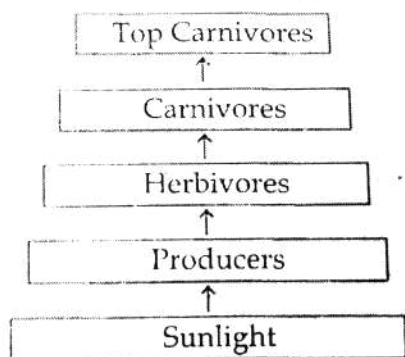 Top Carnivores
Carnivores
Herbivores
Producers
Sunlight